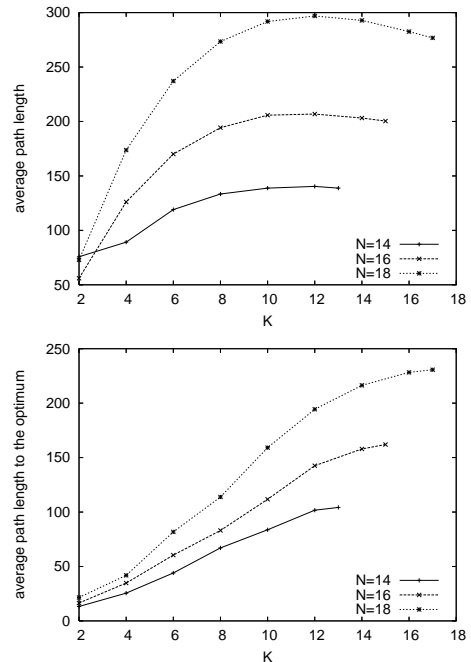 300
250
200
150
100
50
average path length
2 4 6 8 10 12 14 16 18
K
N=14
N=16
N=18
250
200
150
100
50
0
average path length to the optimum
2 4 6 8 10 12 14 16 18
K
N=14
N=16
N=18